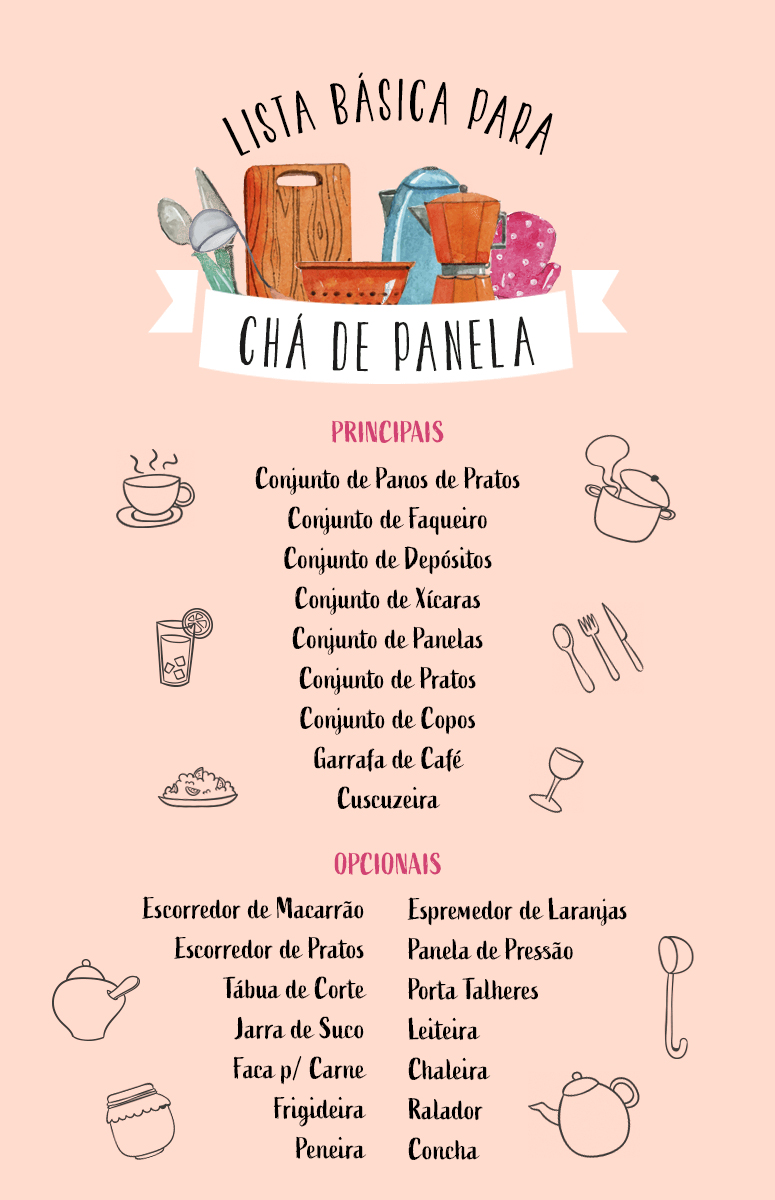 LISTA BÁSICA PARA
CHÁ DE PANELA
PRINCIPAIS
Conjunto de Panos de Pratos
Conjunto de Faqueiro
Conjunto de Depósitos
Conjunto de Xícaras
Conjunto de Panelas
Conjunto de Pratos
Conjunto de Copos
Garrafa de Café
Cuscuzeira
OPCIONAIS
Escorredor de Macarrão
Escorredor de Pratos
Tábua de Corte
Jarra de Suco
Faca p/ Carne
Frigideira
Peneira
Espremedor de Laranjas
Panela de Pressão
Porta Talheres
Leiteira
Chaleira
Ralador
Concha